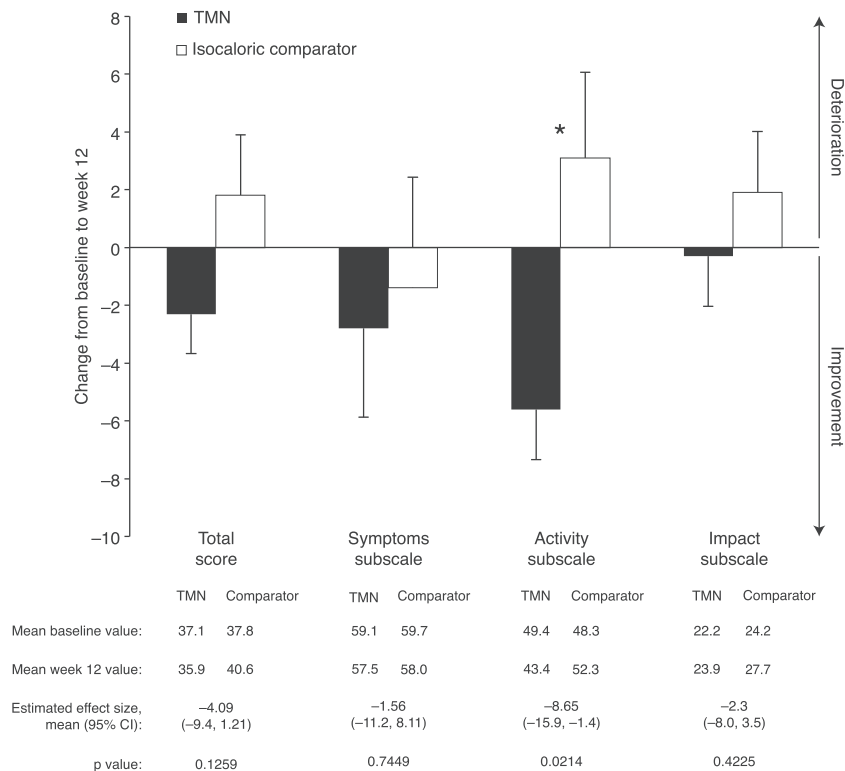 TMN
Isocaloric comparator
Change from baseline to week 12
8
6
4
2
0
−2
−4
−6
−8
−10
*
Deterioration
Improvement
Total score
Symptoms subscale
Activity subscale
Impact subscale
TMN Comparator TMN Comparator TMN Comparator TMN Comparator
Mean baseline value: 37.1 37.8 59.1 59.7 49.4 48.3 22.2 24.2
Mean week 12 value: 35.9 40.6 57.5 58.0 43.4 52.3 23.9 27.7
Estimated effect size, −4.09 −1.56 −8.65 −2.3
mean (95% CI): (−9.4, 1.21) (−11.2, 8.11) (−15.9, −1.4) (−8.0, 3.5)
p value: 0.1259 0.7449 0.0214 0.4225